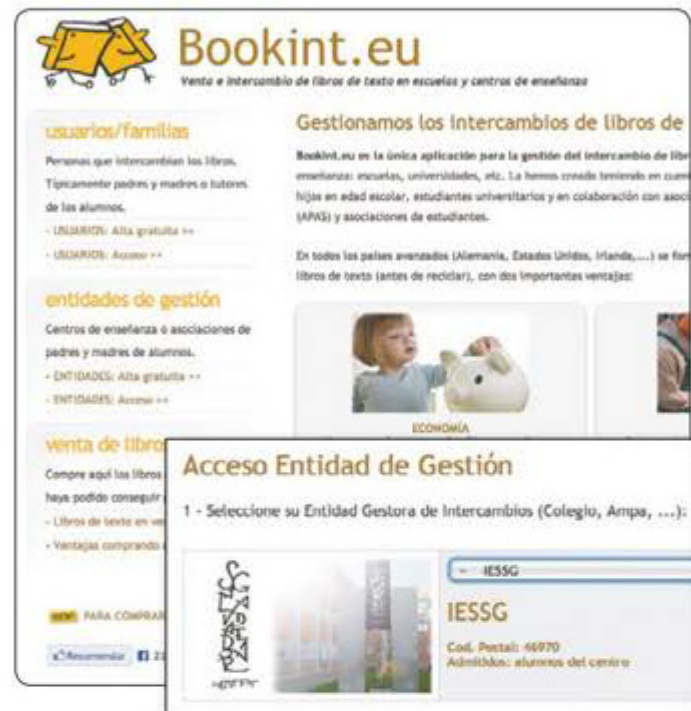 Bookint.eu
Venta e intercambio de libros de texto en escuelas y centros de enseñanza
usuarios/familias
Personas que intercambian los libros.
Típicamente padres y madres o tutores
de los alumnos.
- USUARIOS: Alta gratuita >>
- USUARIOS: Acceso >>
entidades de gestión
Centros de enseñanza o asociaciones de
padres y madres de alumnos.
- ENTIDADES: Alta gratuita >>
- ENTIDADES: Acceso >>
venta de libro
Compre aquí los libros
haya podido conseguir
- Libros de texto en ve
- Ventajas comprando
NEW! PARA COMPRAR
Recomendar
Gestionamos los intercambios de libros de
Bookint.eu es la única aplicación para la gestión del intercambio de libr
enseñanza: escuelas, universidades, etc. La hemos creado teniendo en cuen
hijos en edad escolar, estudiantes universitarios y en colaboración con asoc
(APAS) y asociaciones de estudiantes.
En todos los países avanzados (Alemania, Estados Unidos, Irlanda,...) se for
libros de texto (antes de reciclar), con dos importantes ventajas:
ECONOMÍA
Acceso Entidad de Gestión
1 - Seleccione su Entidad Gestora de Intercambios (Colegio, Ampa, ...):
- IESSG
IESSG
Cod. Postal: 46970
Admitidos: alumnos del centro